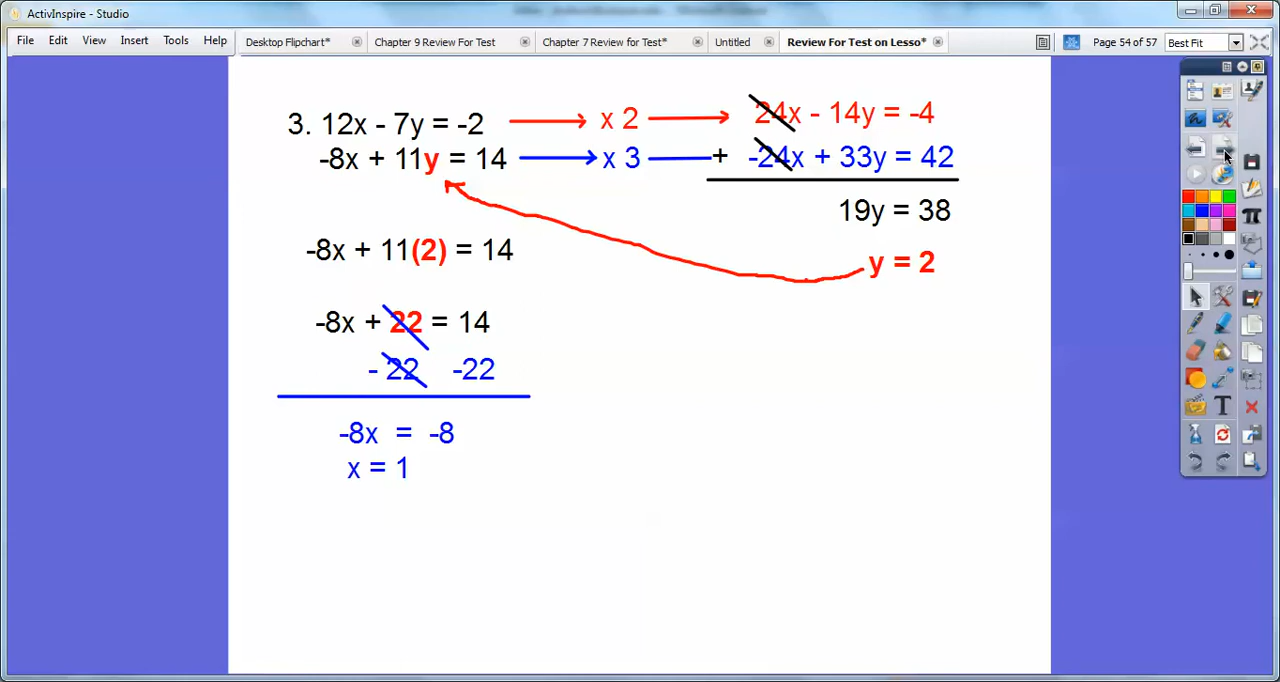 ActivInspire - Studio
File Edit View Insert Tools Help
Desktop Flipchart* Chapter 9 Review For Test Chapter 7 Review for Test* Untitled Review For Test on Lesso* Page 54 of 57 Best Fit
3. 12x - 7y = -2 x 2 24x - 14y = -4
-8x + 11y = 14 x 3 + -24x + 33y = 42
19y = 38
-8x + 11(2) = 14
y = 2
-8x + 22 = 14
- 22 -22
-8x = -8
x = 1